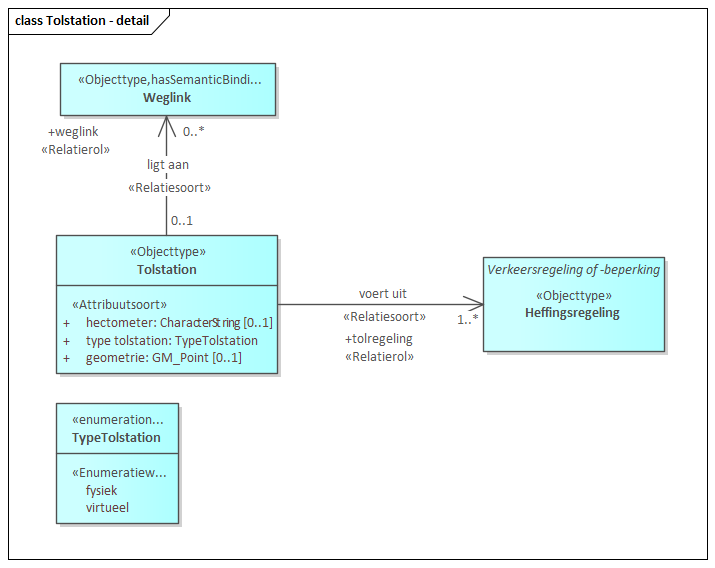 class Tolstation - detail
«Objecttype,hasSemanticBindi...
Weglink
+weglink
«Relatierol»
0..*
ligt aan
«Relatiesoort»
0..1
«Objecttype»
Tolstation
«Attribuutsoort»
+ hectometer: CharacterString [0..1]
+ type tolstation: TypeTolstation
+ geometrie: GM_Point [0..1]
voert uit
«Relatiesoort»
1..*
+tolregeling
«Relatierol»
Verkeersregeling of -beperking
«Objecttype»
Heffingsregeling
«enumeration...
TypeTolstation
«Enumeratiew...
fysiek
virtueel